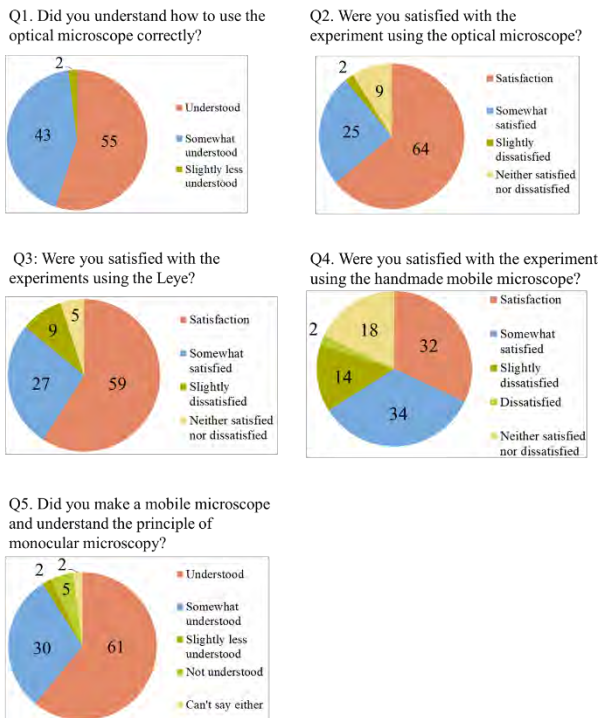 Q1. Did you understand how to use the
optical microscope correctly?
2
43
55
Understood
Somewhat
understood
Slightly less
understood
Q2. Were you satisfied with the
experiment using the optical microscope?
2
9
25
64
Satisfaction
Somewhat
satisfied
Slightly
dissatisfied
Neither satisfied
nor dissatisfied
Q3: Were you satisfied with the
experiments using the Leye?
5
9
27
59
Satisfaction
Somewhat
satisfied
Slightly
dissatisfied
Neither satisfied
nor dissatisfied
Q4. Were you satisfied with the experiment
using the handmade mobile microscope?
2
18
32
14
34
Satisfaction
Somewhat
satisfied
Slightly
dissatisfied
Dissatisfied
Neither satisfied
nor dissatisfied
Q5. Did you make a mobile microscope
and understand the principle of
monocular microscopy?
2
2
5
30
61
Understood
Somewhat
understood
Slightly less
understood
Not understood
Can't say either